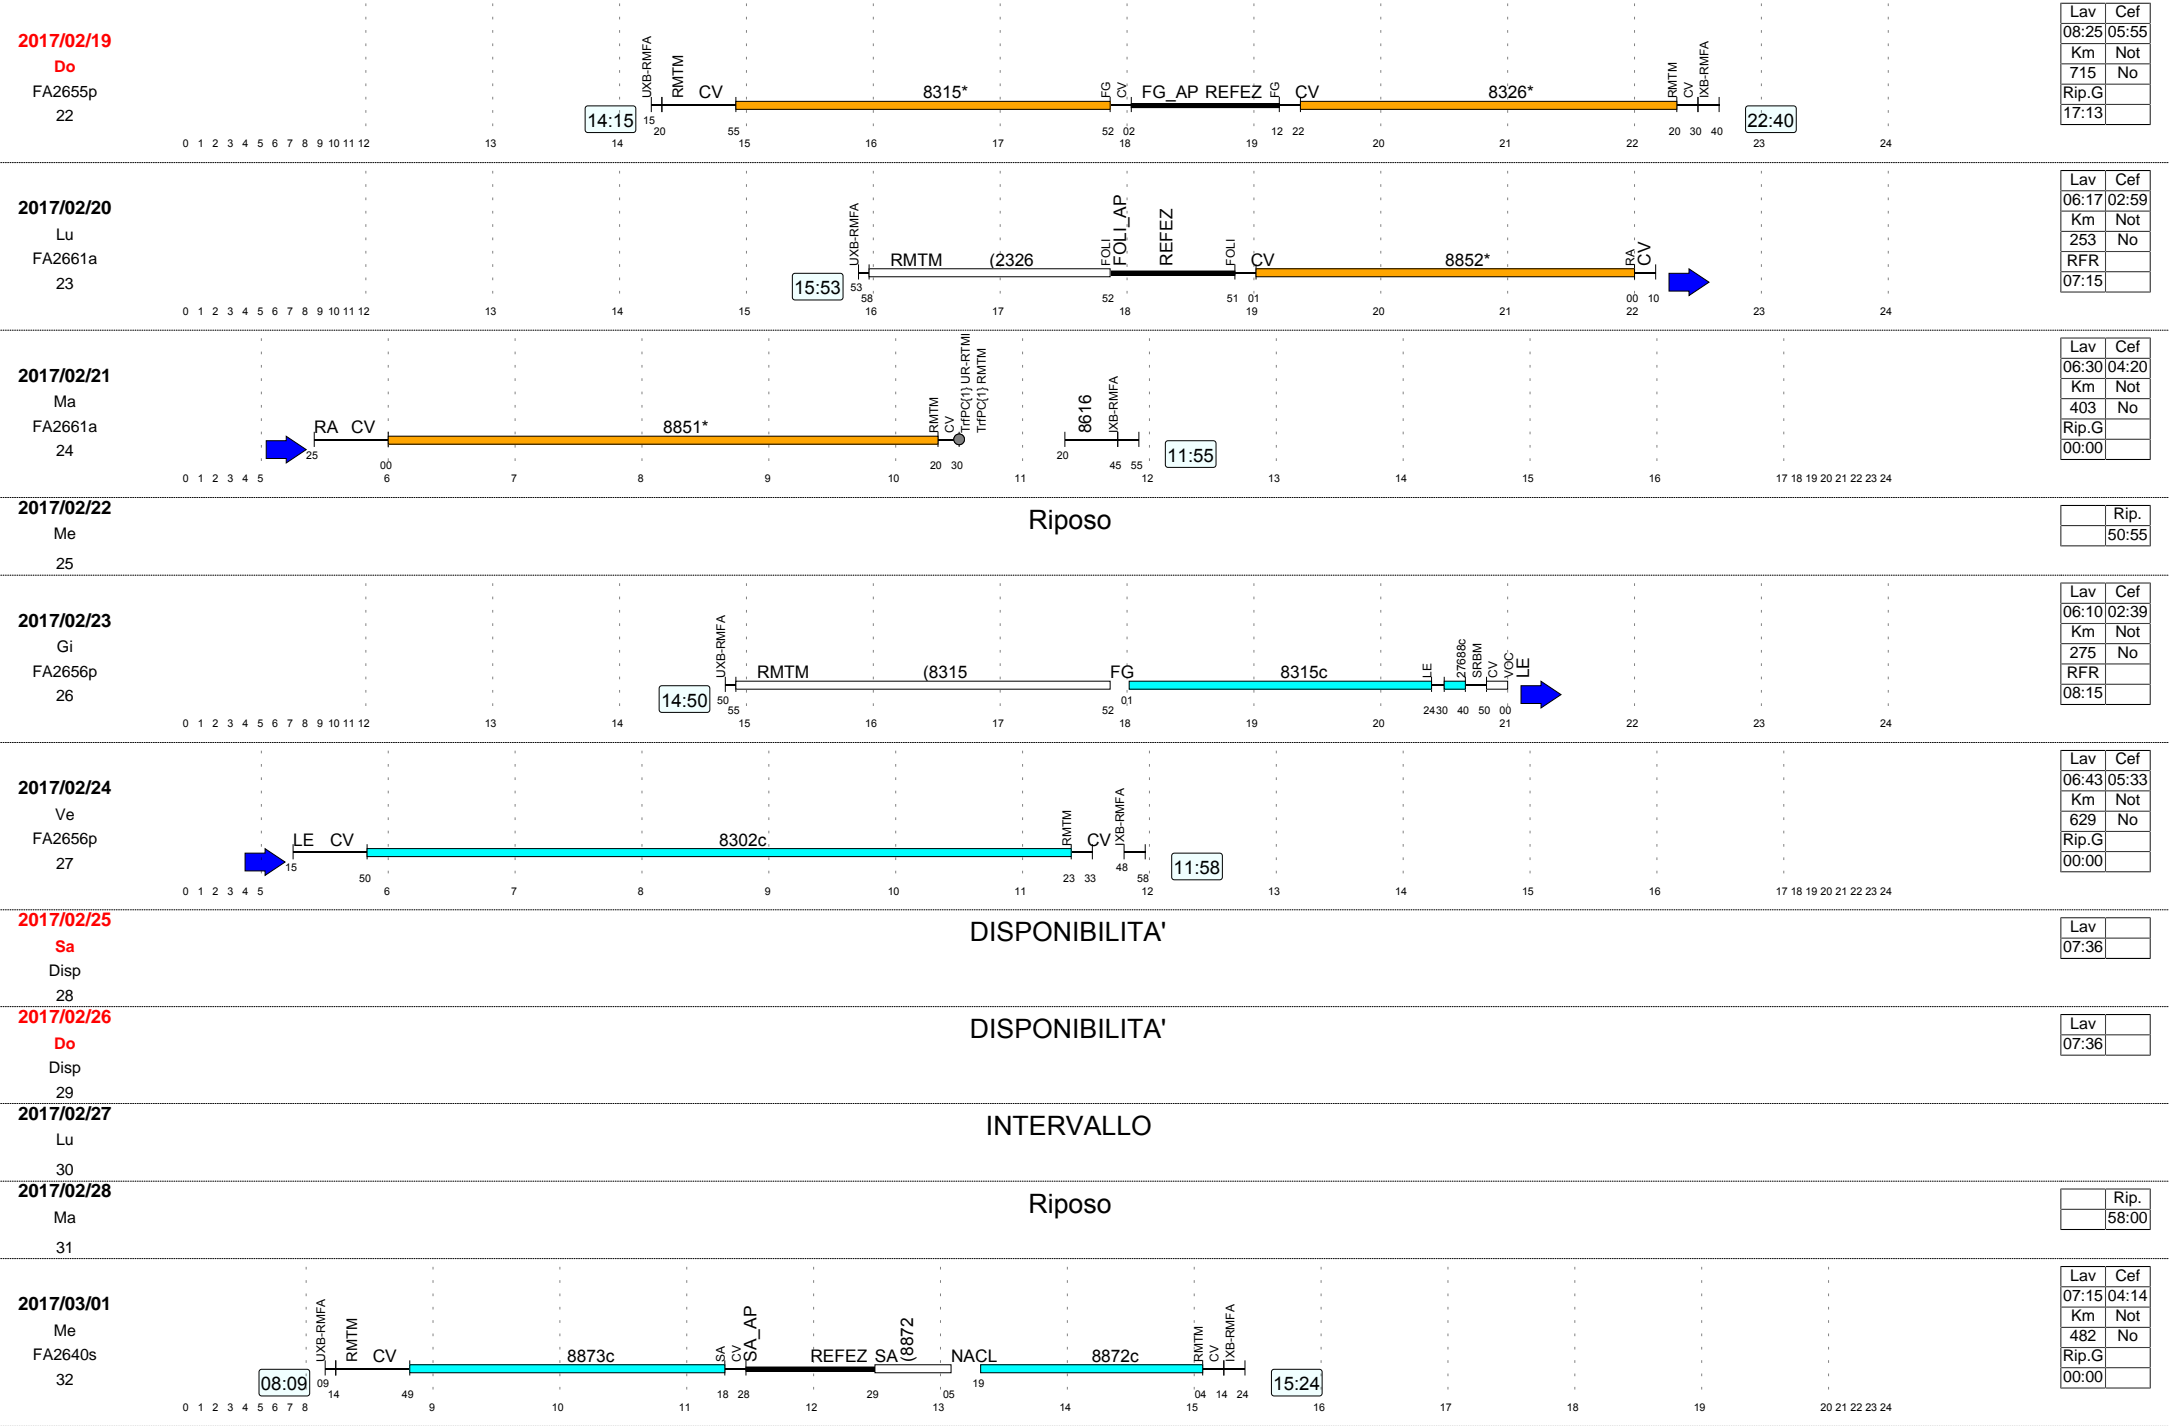 2017/02/19
Do
FA2655p
22
14:15
UXB-RMFA
RMTM
CV
8315*
FG
CV
FG_AP REFEZ
FG
CV
8326*
RMTM
CV
IXB-RMFA
22:40
15 20 55 52 02 12 22 20 30 40
0 1 2 3 4 5 6 7 8 9 10 11 12 13 14 15 16 17 18 19 20 21 22 23 24
Lav Cef
08:25 05:55
Km Not
715 No
Rip.G
17:13
2017/02/20
Lu
FA2661a
23
15:53
UXB-RMFA
RMTM
(2326
FOLI
FOLI_AP
REFEZ
FOLI
CV
8852*
RA
CV
53 58 52 51 01 00 10
0 1 2 3 4 5 6 7 8 9 10 11 12 13 14 15 16 17 18 19 20 21 22 23 24
Lav Cef
06:17 02:59
Km Not
253 No
RFR
07:15
2017/02/21
Ma
FA2661a
24
RA CV
8851*
RMTM
CV
TrfPC{1} UR-RTMI
TrfPC{1} RMTM
8616
IXB-RMFA
11:55
25 00 20 30 20 45 55
0 1 2 3 4 5 6 7 8 9 10 11 12 13 14 15 16 17 18 19 20 21 22 23 24
Lav Cef
06:30 04:20
Km Not
403 No
Rip.G
00:00
2017/02/22
Me
25
Riposo
Rip.
50:55
2017/02/23
Gi
FA2656p
26
14:50
UXB-RMFA
RMTM
(8315
FG
8315c
LE
27688c
SRBM
CV
VOC
LE
50 55 52 01 24 30 40 50 00
0 1 2 3 4 5 6 7 8 9 10 11 12 13 14 15 16 17 18 19 20 21 22 23 24
Lav Cef
06:10 02:39
Km Not
275 No
RFR
08:15
2017/02/24
Ve
FA2656p
27
LE CV
8302c
RMTM
CV
IXB-RMFA
11:58
15 50 23 33 48 58
0 1 2 3 4 5 6 7 8 9 10 11 12 13 14 15 16 17 18 19 20 21 22 23 24
Lav Cef
06:43 05:33
Km Not
629 No
Rip.G
00:00
2017/02/25
Sa
Disp
28
DISPONIBILITA'
Lav
07:36
2017/02/26
Do
Disp
29
DISPONIBILITA'
Lav
07:36
2017/02/27
Lu
30
INTERVALLO
2017/02/28
Ma
31
Riposo
Rip.
58:00
2017/03/01
Me
FA2640s
32
08:09
UXB-RMFA
RMTM
CV
8873c
SA
CV
SA_AP
REFEZ
SA
(8872
NACL
8872c
RMTM
CV
IXB-RMFA
15:24
09 14 49 18 28 29 05 19 04 14 24
0 1 2 3 4 5 6 7 8 9 10 11 12 13 14 15 16 17 18 19 20 21 22 23 24
Lav Cef
07:15 04:14
Km Not
482 No
Rip.G
00:00